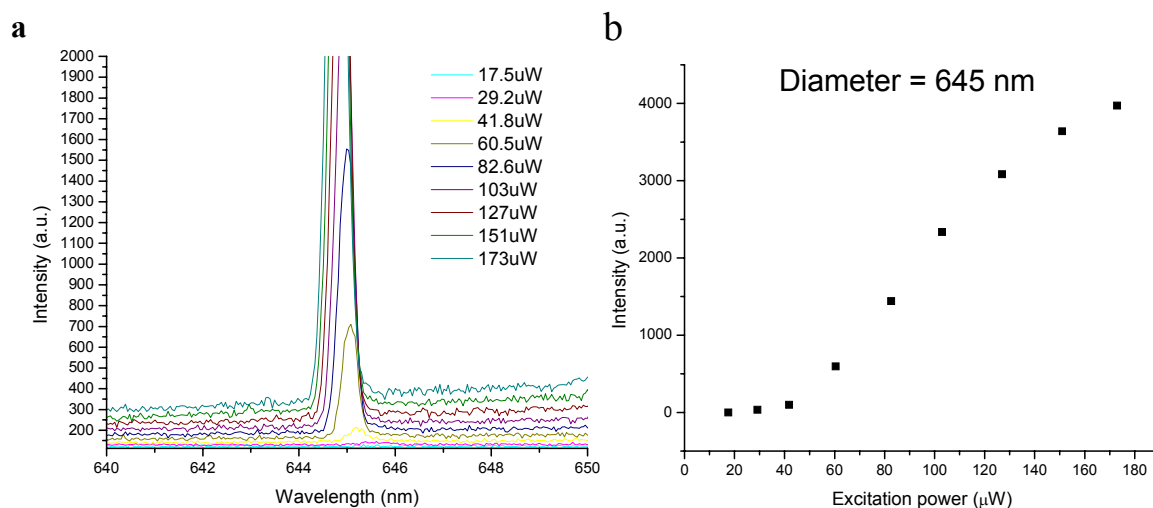 a
2000
1900
1800
1700
1600
1500
1400
1300
1200
1100
1000
900
800
700
600
500
400
300
200
Intensity (a.u.)
640
642
644
646
648
650
Wavelength (nm)
17.5uW
29.2uW
41.8uW
60.5uW
82.6uW
103uW
127uW
151uW
173uW
b
Diameter = 645 nm
4000
3000
2000
1000
0
Intensity (a.u.)
0
20
40
60
80
100
120
140
160
180
Excitation power (μW)